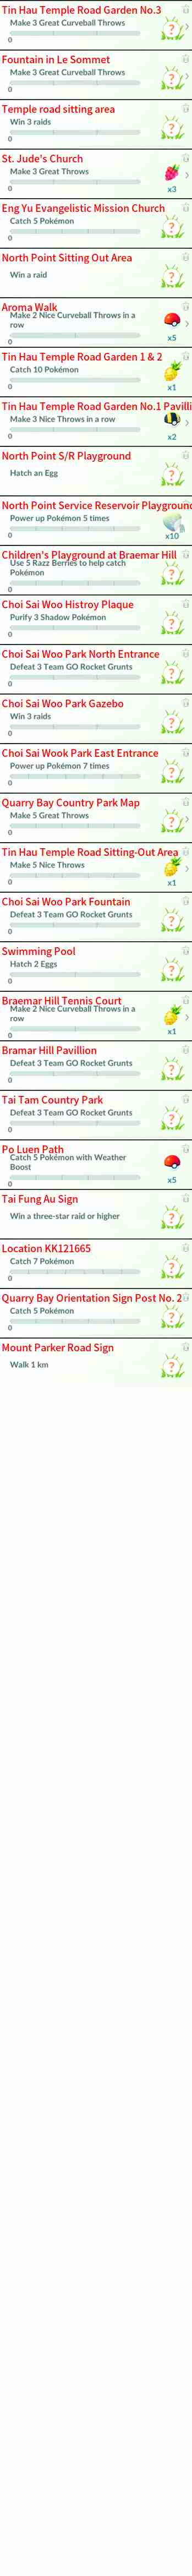 Tin Hau Temple Road Garden No.3
Make 3 Great Curveball Throws
?
0
Fountain in Le Sommet
Make 3 Great Curveball Throws
?
0
Temple road sitting area
Win 3 raids
?
0
St. Jude's Church
Make 3 Great Throws
0
x3
Eng Yu Evangelistic Mission Church
Catch 5 Pokémon
?
0
North Point Sitting Out Area
Win a raid
?
Aroma Walk
Make 2 Nice Curveball Throws in a
row
0
x5
Tin Hau Temple Road Garden 1 & 2
Catch 10 Pokémon
0
x1
Tin Hau Temple Road Garden No.1 Pavilli
Make 3 Nice Throws in a row
0
x2
North Point S/R Playground
Hatch an Egg
?
North Point Service Reservoir Playground
Power up Pokémon 5 times
0
x10
Children's Playground at Braemar Hill
Use 5 Razz Berries to help catch
Pokémon
?
0
Choi Sai Woo Histroy Plaque
Purify 3 Shadow Pokémon
?
0
Choi Sai Woo Park North Entrance
Defeat 3 Team GO Rocket Grunts
?
0
Choi Sai Woo Park Gazebo
Win 3 raids
?
0
Choi Sai Wook Park East Entrance
Power up Pokémon 7 times
?
0
Quarry Bay Country Park Map
Make 5 Great Throws
?
0
Tin Hau Temple Road Sitting-Out Area
Make 5 Nice Throws
0
x1
Choi Sai Woo Park Fountain
Defeat 3 Team GO Rocket Grunts
?
0
Swimming Pool
Hatch 2 Eggs
?
0
Braemar Hill Tennis Court
Make 2 Nice Curveball Throws in a
row
0
x1
Bramar Hill Pavillion
Defeat 3 Team GO Rocket Grunts
?
0
Tai Tam Country Park
Defeat 3 Team GO Rocket Grunts
?
0
Po Luen Path
Catch 5 Pokémon with Weather
Boost
0
x5
Tai Fung Au Sign
Win a three-star raid or higher
?
Location KK121665
Catch 7 Pokémon
?
0
Quarry Bay Orientation Sign Post No. 2
Catch 5 Pokémon
?
0
Mount Parker Road Sign
Walk 1 km
?